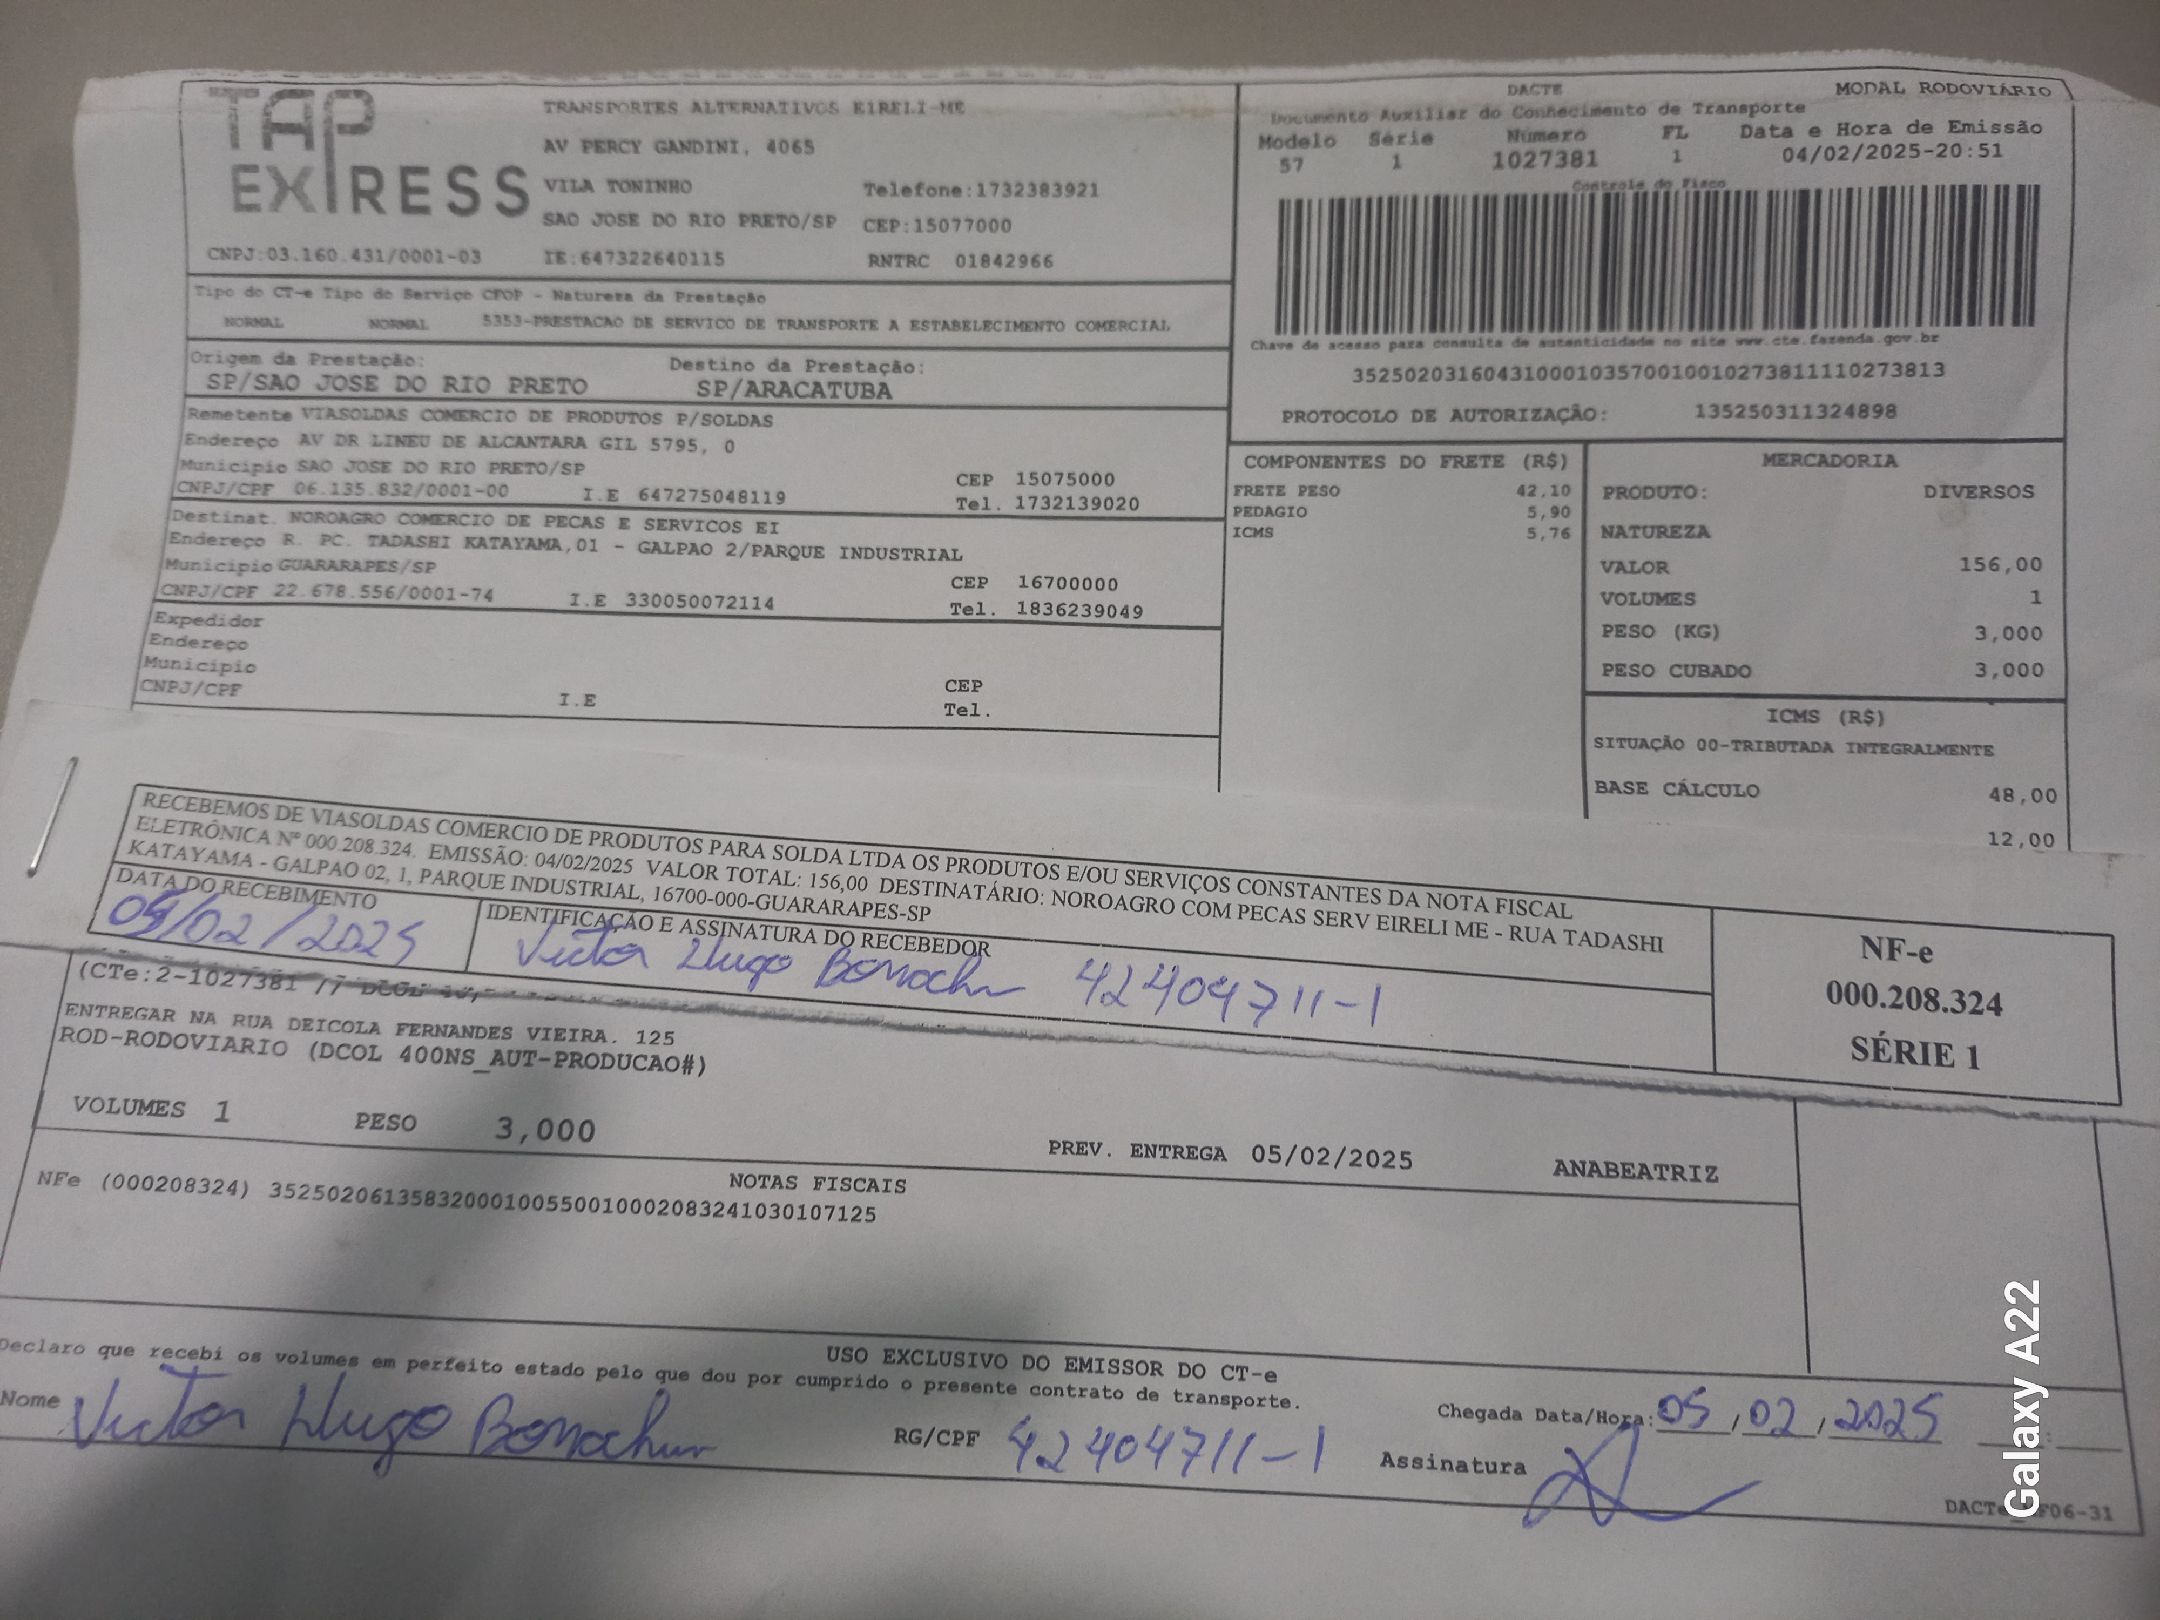 TAP EXPRESS
TRANSPORTES ALTERNATIVOS EIRELI-ME
AV PERCY GANDINI, 4065
VILA TONINHO Telefone:1732383921
SAO JOSE DO RIO PRETO/SP CEP:15077000
CNPJ:03.160.431/0001-03 IE:647322640115 RNTRC 01842966
DACTE MODAL RODOVIÁRIO
Documento Auxiliar do Conhecimento de Transporte
Modelo Série Número FL Data e Hora de Emissão
57 1 1027381 1 04/02/2025-20:51
Controle do Fisco
Chave de acesso para consulta de autenticidade no site www.cte.fazenda.gov.br
35250203160431000103570010010273811110273813
PROTOCOLO DE AUTORIZAÇÃO: 135250311324898
Tipo do CT-e Tipo do Serviço CFOP - Natureza da Prestação
NORMAL NORMAL 5353-PRESTACAO DE SERVICO DE TRANSPORTE A ESTABELECIMENTO COMERCIAL
Origem da Prestação: Destino da Prestação:
SP/SAO JOSE DO RIO PRETO SP/ARACATUBA
Remetente VIASOLDAS COMERCIO DE PRODUTOS P/SOLDAS
Endereço AV DR LINEU DE ALCANTARA GIL 5795, 0
Municipio SAO JOSE DO RIO PRETO/SP CEP 15075000
CNPJ/CPF 06.135.832/0001-00 I.E 647275048119 Tel. 1732139020
Destinat. NOROAGRO COMERCIO DE PECAS E SERVICOS EI
Endereco R. PC. TADASHI KATAYAMA,01 - GALPAO 2/PARQUE INDUSTRIAL
Municipio GUARARAPES/SP CEP 16700000
CNPJ/CPF 22.678.556/0001-74 I.E 330050072114 Tel. 1836239049
Expedidor
Endereço
Município CEP
CNPJ/CPF I.E Tel.
COMPONENTES DO FRETE (R$)
FRETE PESO 42,10
PEDAGIO 5,90
ICMS 5,76
MERCADORIA
PRODUTO: DIVERSOS
NATUREZA
VALOR 156,00
VOLUMES 1
PESO (KG) 3,000
PESO CUBADO 3,000
ICMS (R$)
SITUAÇÃO 00-TRIBUTADA INTEGRALMENTE
BASE CÁLCULO 48,00
12,00
RECEBEMOS DE VIASOLDAS COMERCIO DE PRODUTOS PARA SOLDA LTDA OS PRODUTOS E/OU SERVIÇOS CONSTANTES DA NOTA FISCAL
ELETRÔNICA Nº 000.208.324. EMISSÃO: 04/02/2025 VALOR TOTAL: 156,00 DESTINATÁRIO: NOROAGRO COM PECAS SERV EIRELI ME - RUA TADASHI
KATAYAMA - GALPAO 02, 1, PARQUE INDUSTRIAL, 16700-000-GUARARAPES-SP
DATA DO RECEBIMENTO IDENTIFICAÇÃO E ASSINATURA DO RECEBEDOR
05/02/2025 Victor Hugo 42404711-1
NF-e
000.208.324
SÉRIE 1
(CTe:2-1027381 //
ENTREGAR NA RUA DEICOLA FERNANDES VIEIRA. 125
ROD-RODOVIARIO (DCOL 400NS_AUT-PRODUCAO#)
VOLUMES 1 PESO 3,000 PREV. ENTREGA 05/02/2025 ANABEATRIZ
NOTAS FISCAIS
NFe (000208324) 35250206135832000100550010002083241030107125
USO EXCLUSIVO DO EMISSOR DO CT-e
Declaro que recebi os volumes em perfeito estado pelo que dou por cumprido o presente contrato de transporte.
Nome Victor Hugo RG/CPF 42404711-1 Chegada Data/Hora: 05/02/2025 :
Assinatura
DACTe
06-31
Galaxy A22